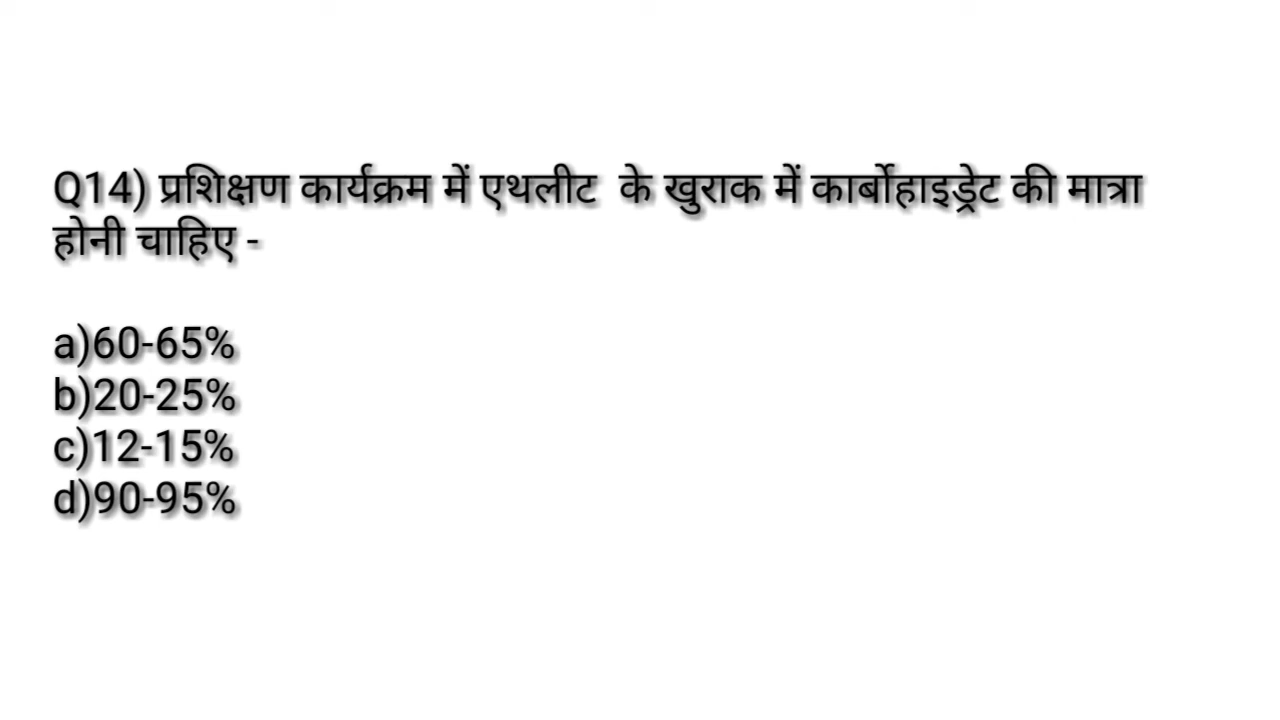 Q14) प्रशिक्षण कार्यक्रम में एथलीट के खुराक में कार्बोहाइड्रेट की मात्रा
होनी चाहिए -
a)60-65%
b)20-25%
c)12-15%
d)90-95%